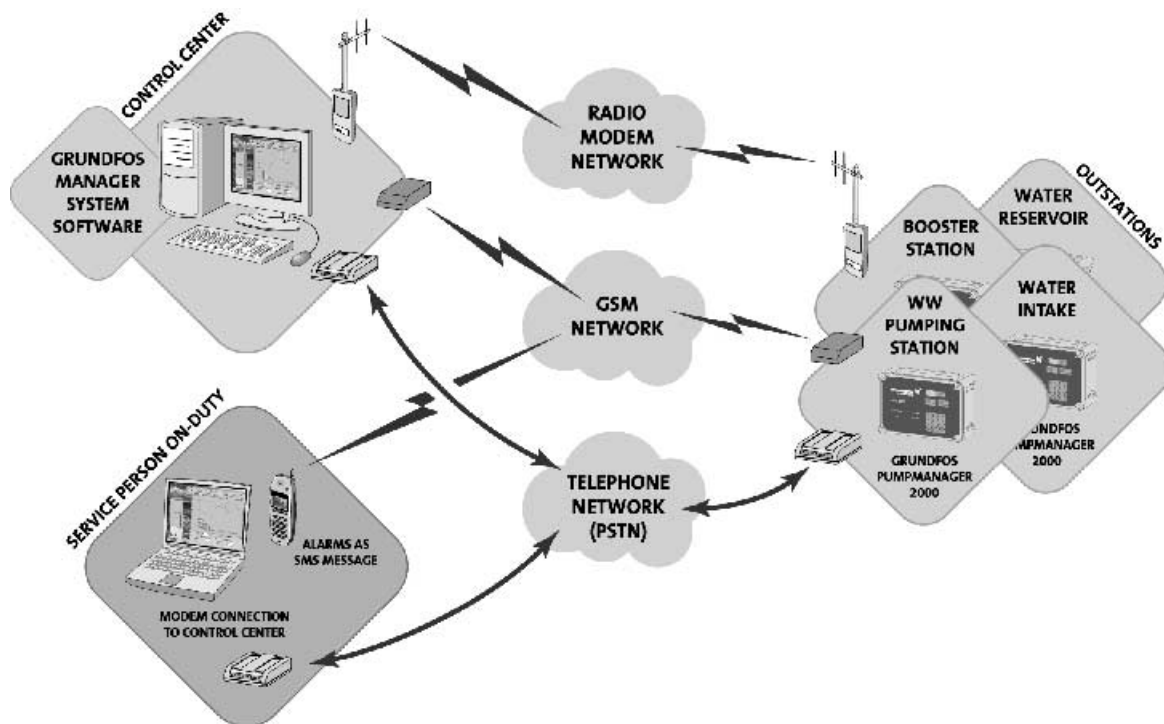 CONTROL CENTER
GRUNDFOS
MANAGER
SYSTEM
SOFTWARE
RADIO
MODEM
NETWORK
GSM
NETWORK
TELEPHONE
NETWORK
(PSTN)
OUTSTATIONS
WATER
RESERVOIR
BOOSTER
STATION
WATER
INTAKE
WW
PUMPING
STATION
GRUNDFOS
PUMPMANAGER
2000
RUNDFOS
UMPMANAGER
2000
SERVICE PERSON ON-DUTY
ALARMS AS
SMS MESSAGE
MODEM CONNECTION
TO CONTROL CENTER